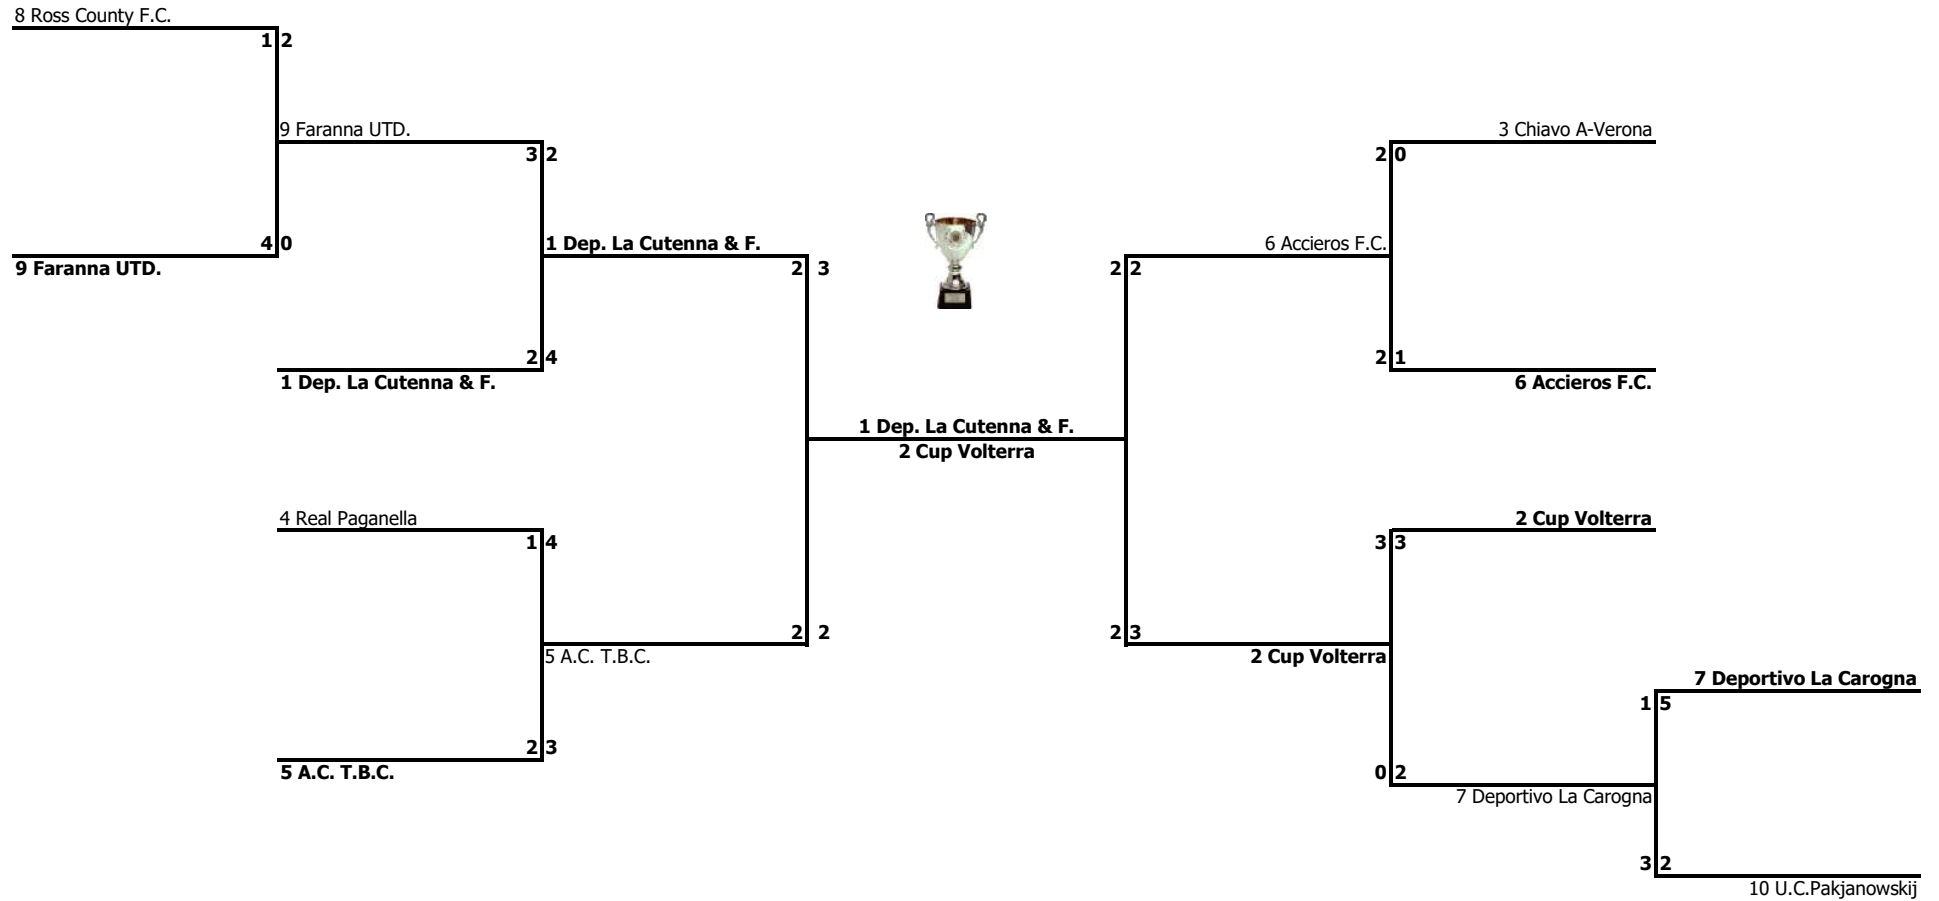 8 Ross County F.C.
1 2
9 Faranna UTD.
3 Chiavo A-Verona
3 2
2 0
4 0
1 Dep. La Cutenna & F.
6 Accieros F.C.
9 Faranna UTD.
2 3
2 2
2 4
2 1
1 Dep. La Cutenna & F.
6 Accieros F.C.
1 Dep. La Cutenna & F.
2 Cup Volterra
4 Real Paganella
2 Cup Volterra
1 4
3 3
2 2
2 3
5 A.C. T.B.C.
2 Cup Volterra
7 Deportivo La Carogna
1 5
2 3
5 A.C. T.B.C.
0 2
7 Deportivo La Carogna
3 2
10 U.C.Pakjanowskij